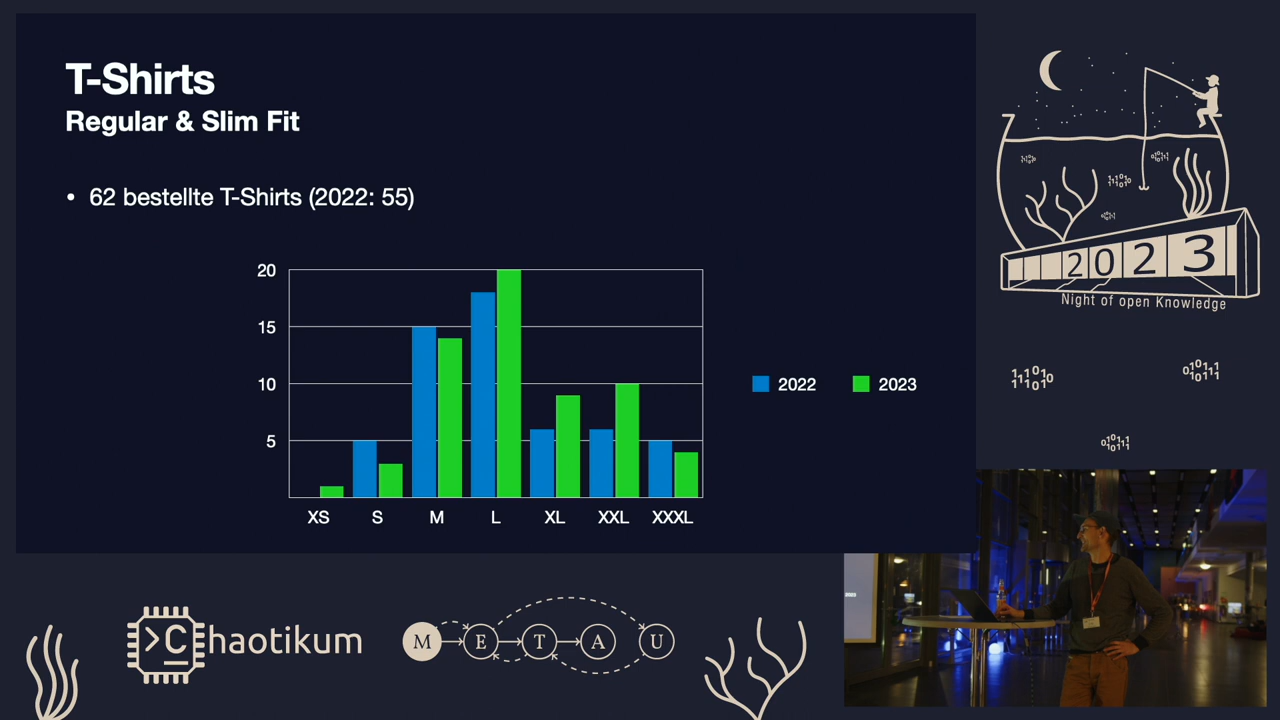 T-Shirts
Regular & Slim Fit
• 62 bestellte T-Shirts (2022: 55)
20
15
10
5
XS S M L XL XXL XXXL
2022 2023
2023
Night of open Knowledge
>C_haotikum
M E T A U